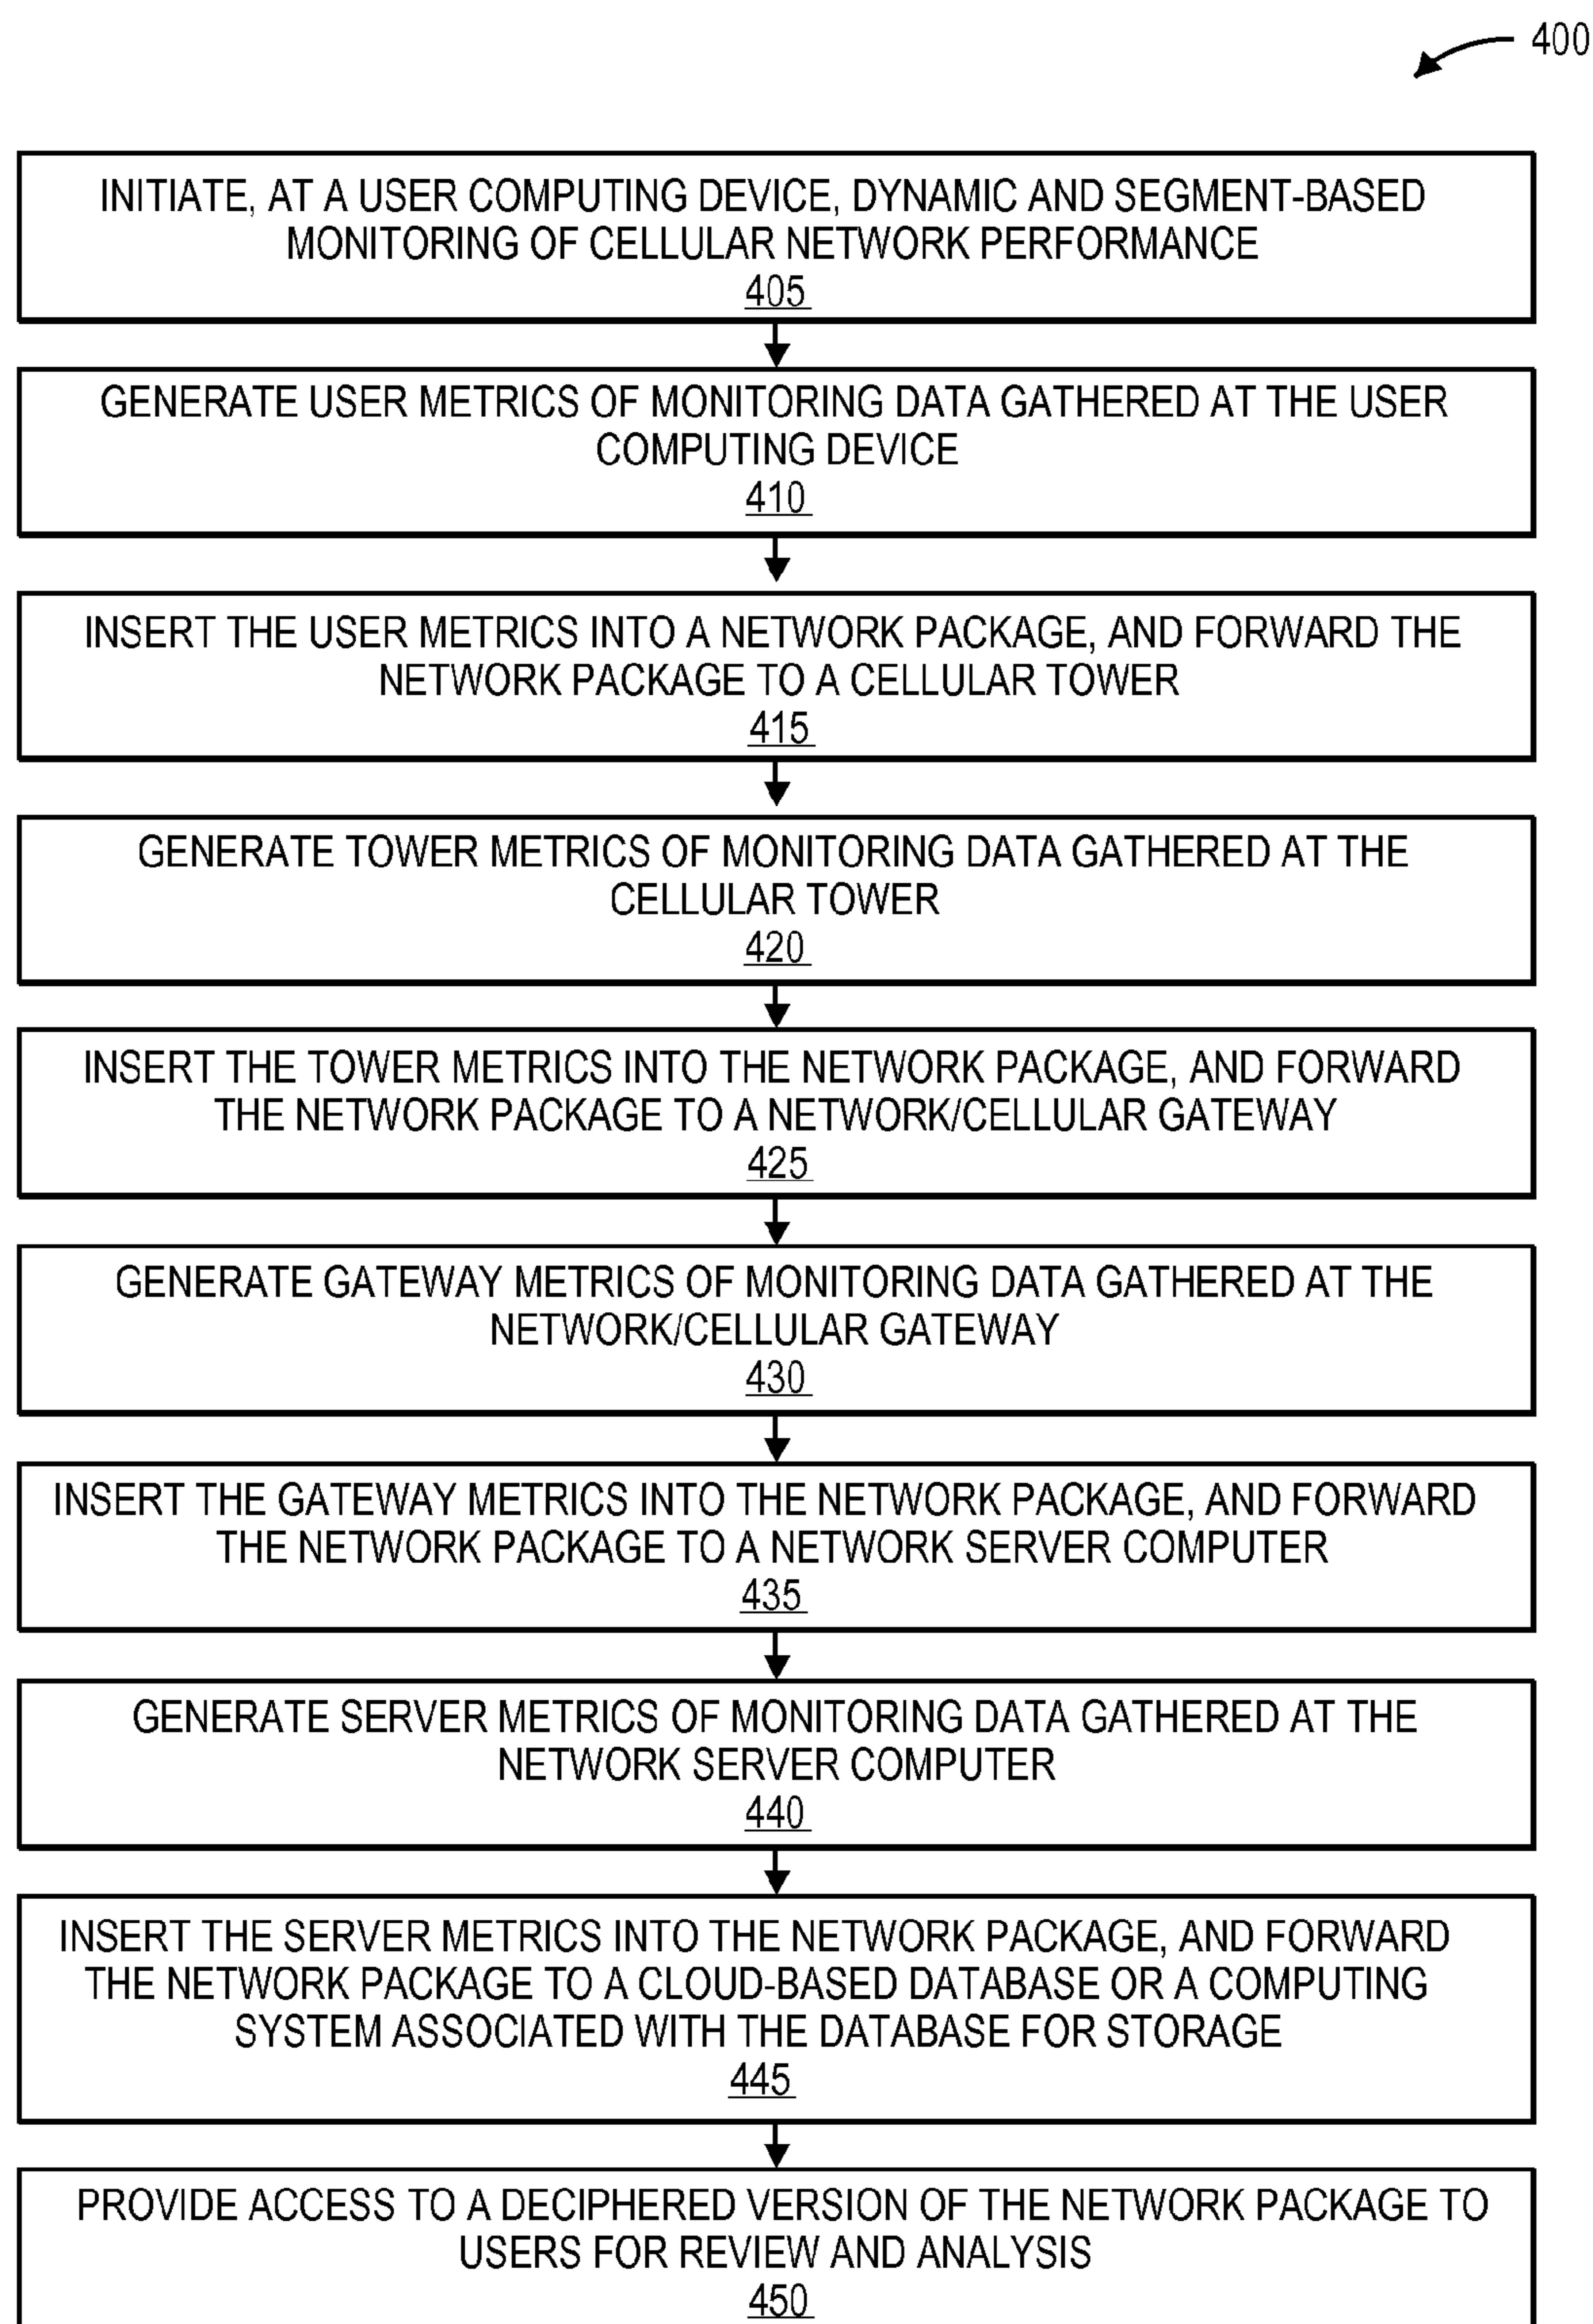 400
INITIATE, AT A USER COMPUTING DEVICE, DYNAMIC AND SEGMENT-BASED
MONITORING OF CELLULAR NETWORK PERFORMANCE
405
GENERATE USER METRICS OF MONITORING DATA GATHERED AT THE USER
COMPUTING DEVICE
410
INSERT THE USER METRICS INTO A NETWORK PACKAGE, AND FORWARD THE
NETWORK PACKAGE TO A CELLULAR TOWER
415
GENERATE TOWER METRICS OF MONITORING DATA GATHERED AT THE
CELLULAR TOWER
420
INSERT THE TOWER METRICS INTO THE NETWORK PACKAGE, AND FORWARD
THE NETWORK PACKAGE TO A NETWORK/CELLULAR GATEWAY
425
GENERATE GATEWAY METRICS OF MONITORING DATA GATHERED AT THE
NETWORK/CELLULAR GATEWAY
430
INSERT THE GATEWAY METRICS INTO THE NETWORK PACKAGE, AND FORWARD
THE NETWORK PACKAGE TO A NETWORK SERVER COMPUTER
435
GENERATE SERVER METRICS OF MONITORING DATA GATHERED AT THE
NETWORK SERVER COMPUTER
440
INSERT THE SERVER METRICS INTO THE NETWORK PACKAGE, AND FORWARD
THE NETWORK PACKAGE TO A CLOUD-BASED DATABASE OR A COMPUTING
SYSTEM ASSOCIATED WITH THE DATABASE FOR STORAGE
445
PROVIDE ACCESS TO A DECIPHERED VERSION OF THE NETWORK PACKAGE TO
USERS FOR REVIEW AND ANALYSIS
450